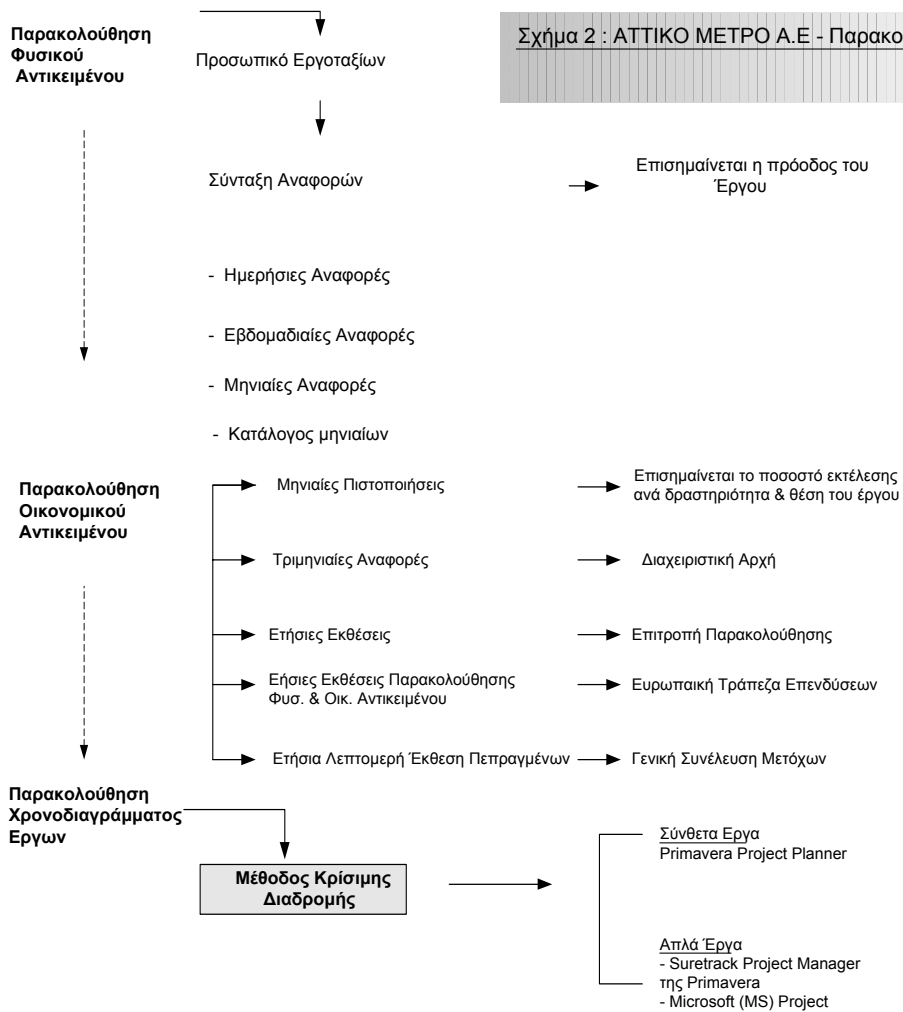 Σχήμα 2 : ΑΤΤΙΚΟ ΜΕΤΡΟ Α.Ε - Παρακο
Παρακολούθηση
Φυσικού
Αντικειμένου
Προσωπικό Εργοταξίων
Σύνταξη Αναφορών
Επισημαίνεται η πρόοδος του
Έργου
- Ημερήσιες Αναφορές
- Εβδομαδιαίες Αναφορές
- Μηνιαίες Αναφορές
- Κατάλογος μηνιαίων
Παρακολούθηση
Οικονομικού
Αντικειμένου
Μηνιαίες Πιστοποιήσεις
Επισημαίνεται το ποσοστό εκτέλεσης
ανά δραστηριότητα & θέση του έργου
Τριμηνιαίες Αναφορές
Διαχειριστική Αρχή
Ετήσιες Εκθέσεις
Επιτροπή Παρακολούθησης
Εήσιες Εκθέσεις Παρακολούθησης
Φυσ. & Οικ. Αντικειμένου
Ευρωπαική Τράπεζα Επενδύσεων
Ετήσια Λεπτομερή Έκθεση Πεπραγμένων
Γενική Συνέλευση Μετόχων
Παρακολούθηση
Χρονοδιαγράμματος
Εργων
Μέθοδος Κρίσιμης
Διαδρομής
Σύνθετα Εργα
Primavera Project Planner
Απλά Έργα
- Suretrack Project Manager
της Primavera
- Microsoft (MS) Project